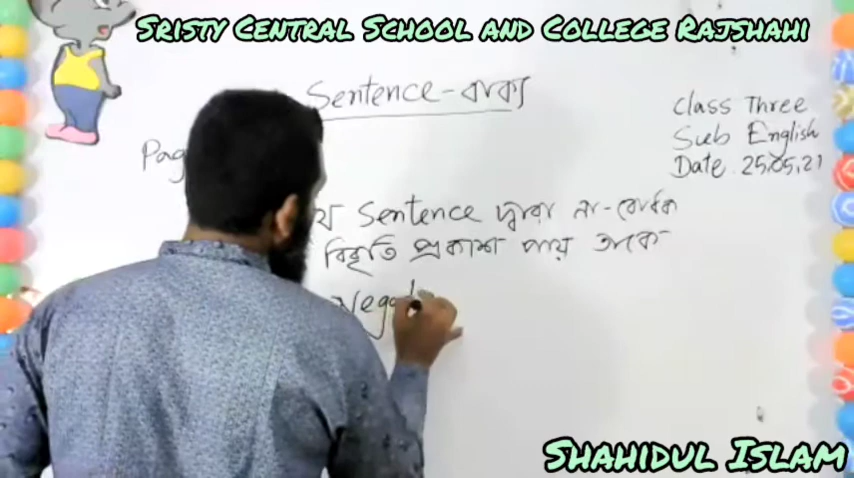 Sristy Central School and College Rajshahi
Sentence - বাক্য
Class Three
Sub English
Date 25.05.21
Sentence দ্বারা না-বোধক
বিবৃতি প্রকাশ পায় তাকে
Shahidul Islam